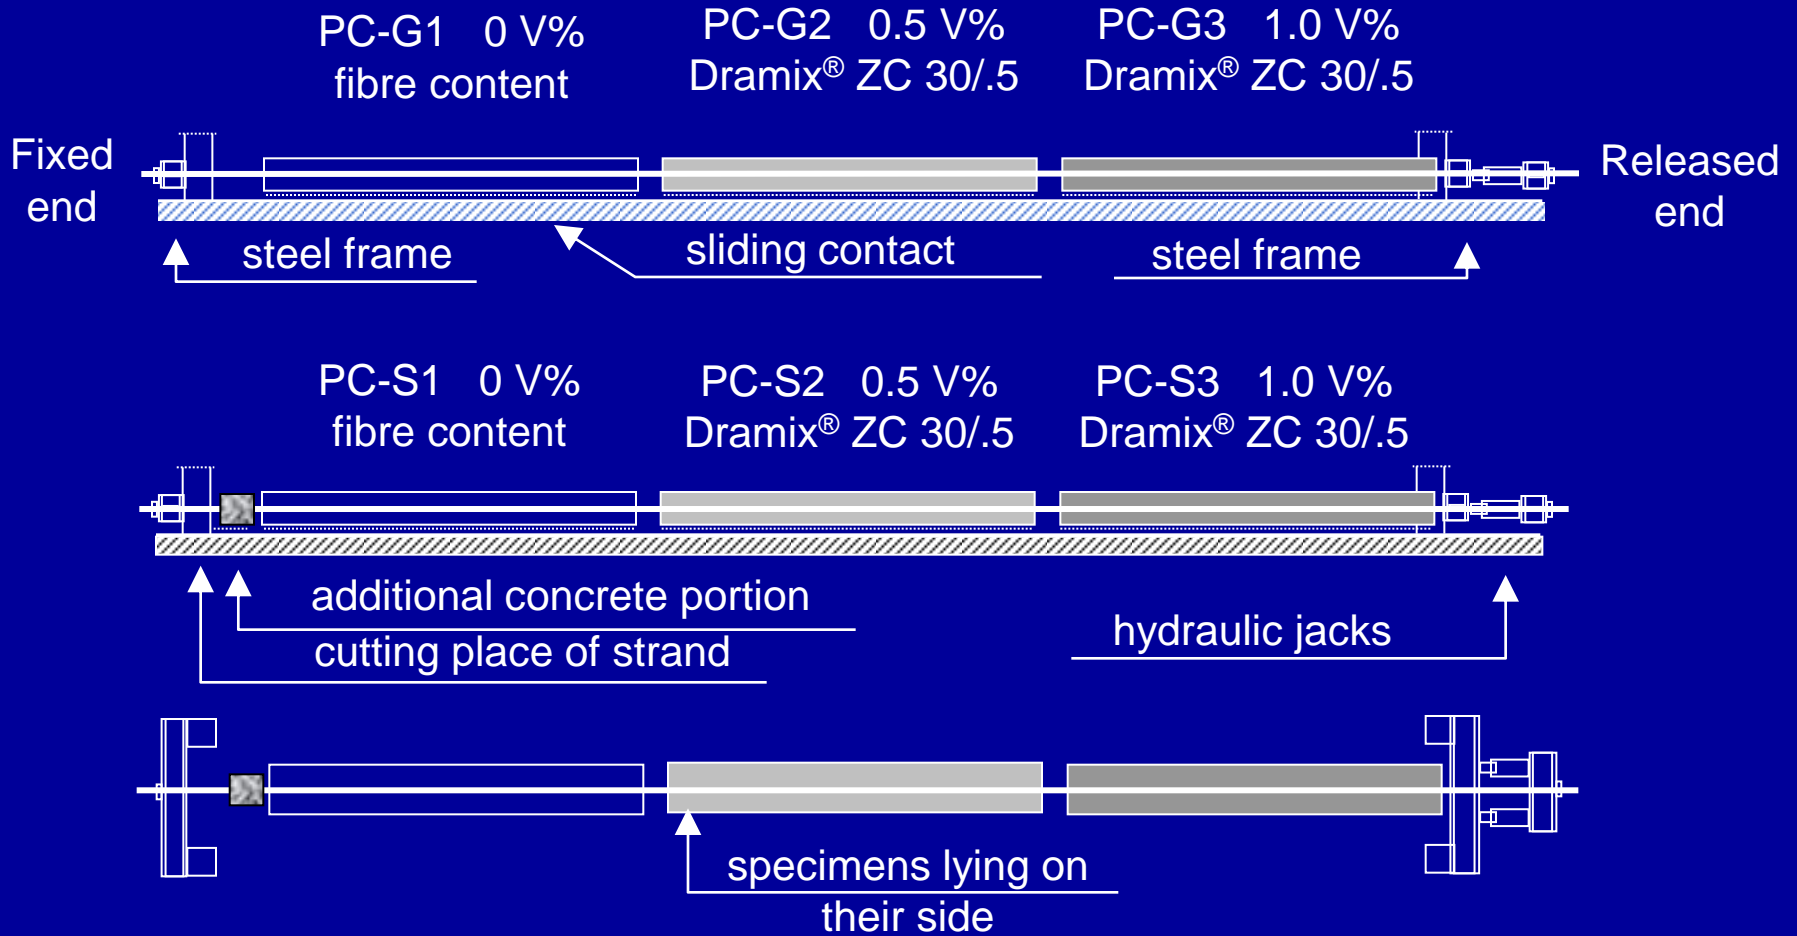 PC-G1 0 V%
fibre content
PC-G2 0.5 V%
Dramix® ZC 30/.5
PC-G3 1.0 V%
Dramix® ZC 30/.5
Fixed
end
Released
end
steel frame
sliding contact
steel frame
PC-S1 0 V%
fibre content
PC-S2 0.5 V%
Dramix® ZC 30/.5
PC-S3 1.0 V%
Dramix® ZC 30/.5
additional concrete portion
cutting place of strand
hydraulic jacks
specimens lying on
their side